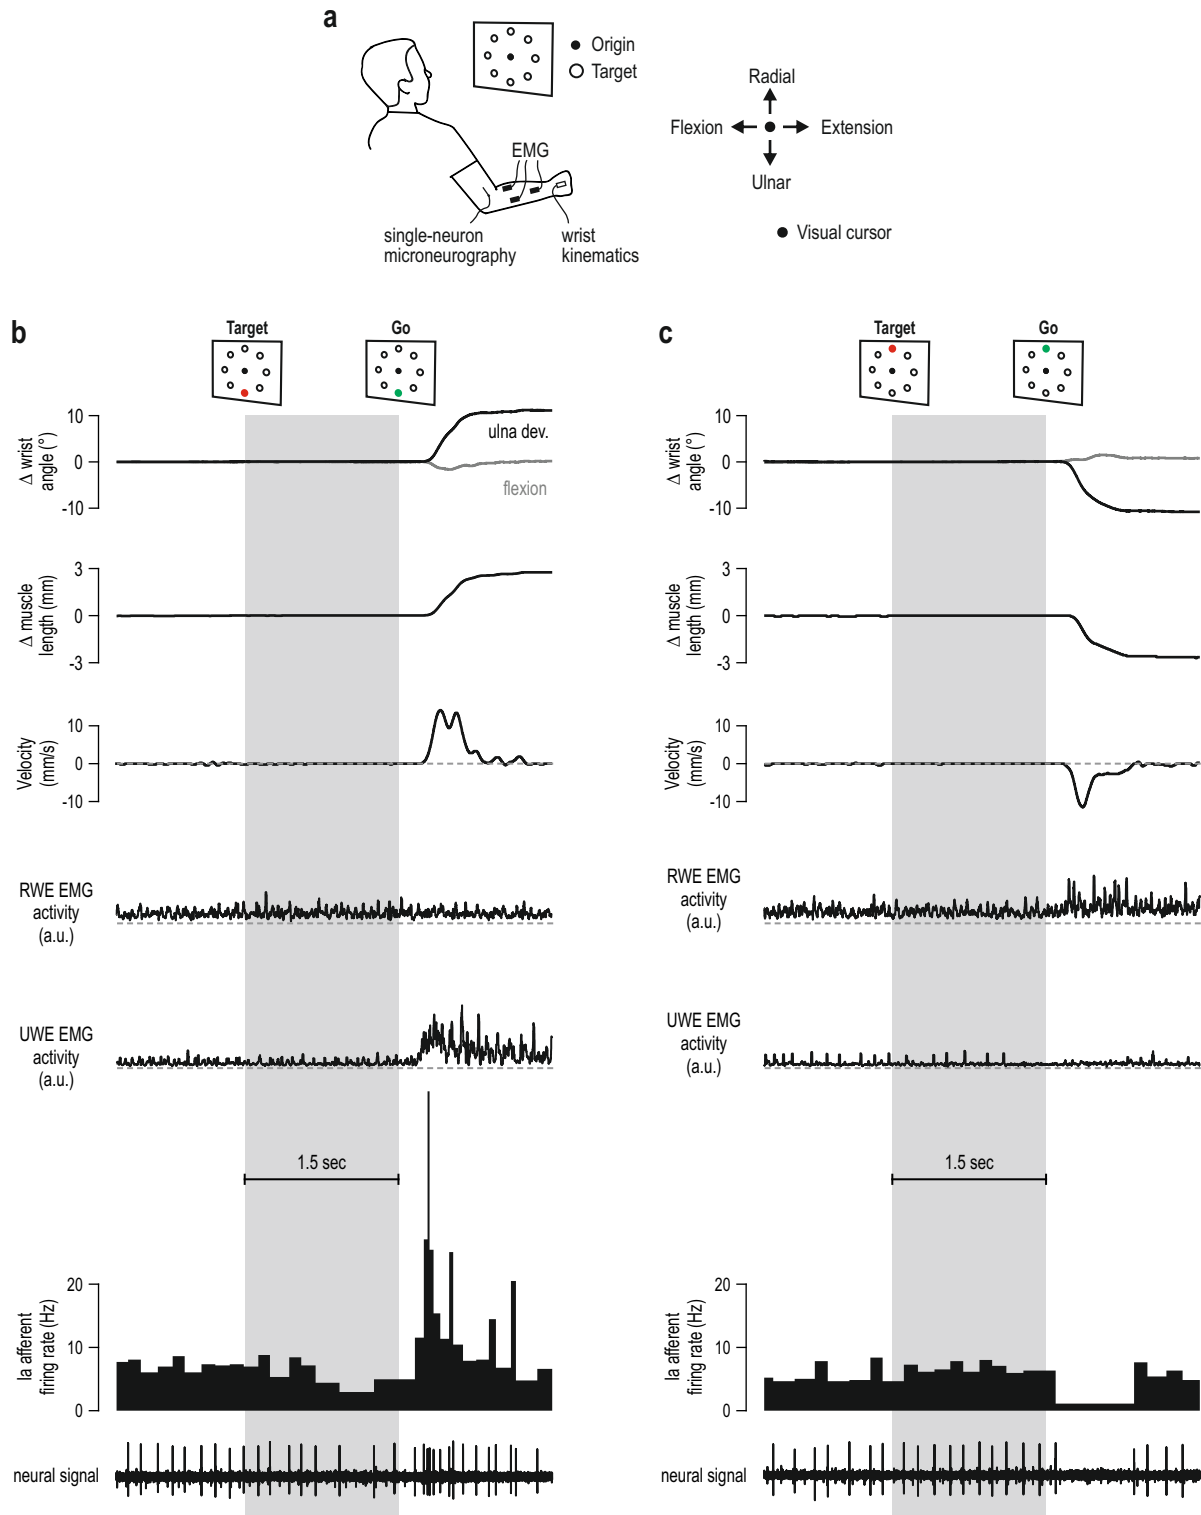 a
Origin
Target
EMG
single-neuron
microneurography
wrist
kinematics
Radial
Flexion
Extension
Ulnar
Visual cursor
b
Target
Go
Δ wrist
angle (°)
10
0
-10
ulna dev.
flexion
Δ muscle
length (mm)
3
0
-3
Velocity
(mm/s)
10
0
-10
RWE EMG
activity
(a.u.)
UWE EMG
activity
(a.u.)
1.5 sec
Ia afferent
firing rate (Hz)
20
10
0
neural signal
c
Target
Go
Δ wrist
angle (°)
10
0
-10
Δ muscle
length (mm)
3
0
-3
Velocity
(mm/s)
10
0
-10
RWE EMG
activity
(a.u.)
UWE EMG
activity
(a.u.)
1.5 sec
Ia afferent
firing rate (Hz)
20
10
0
neural signal